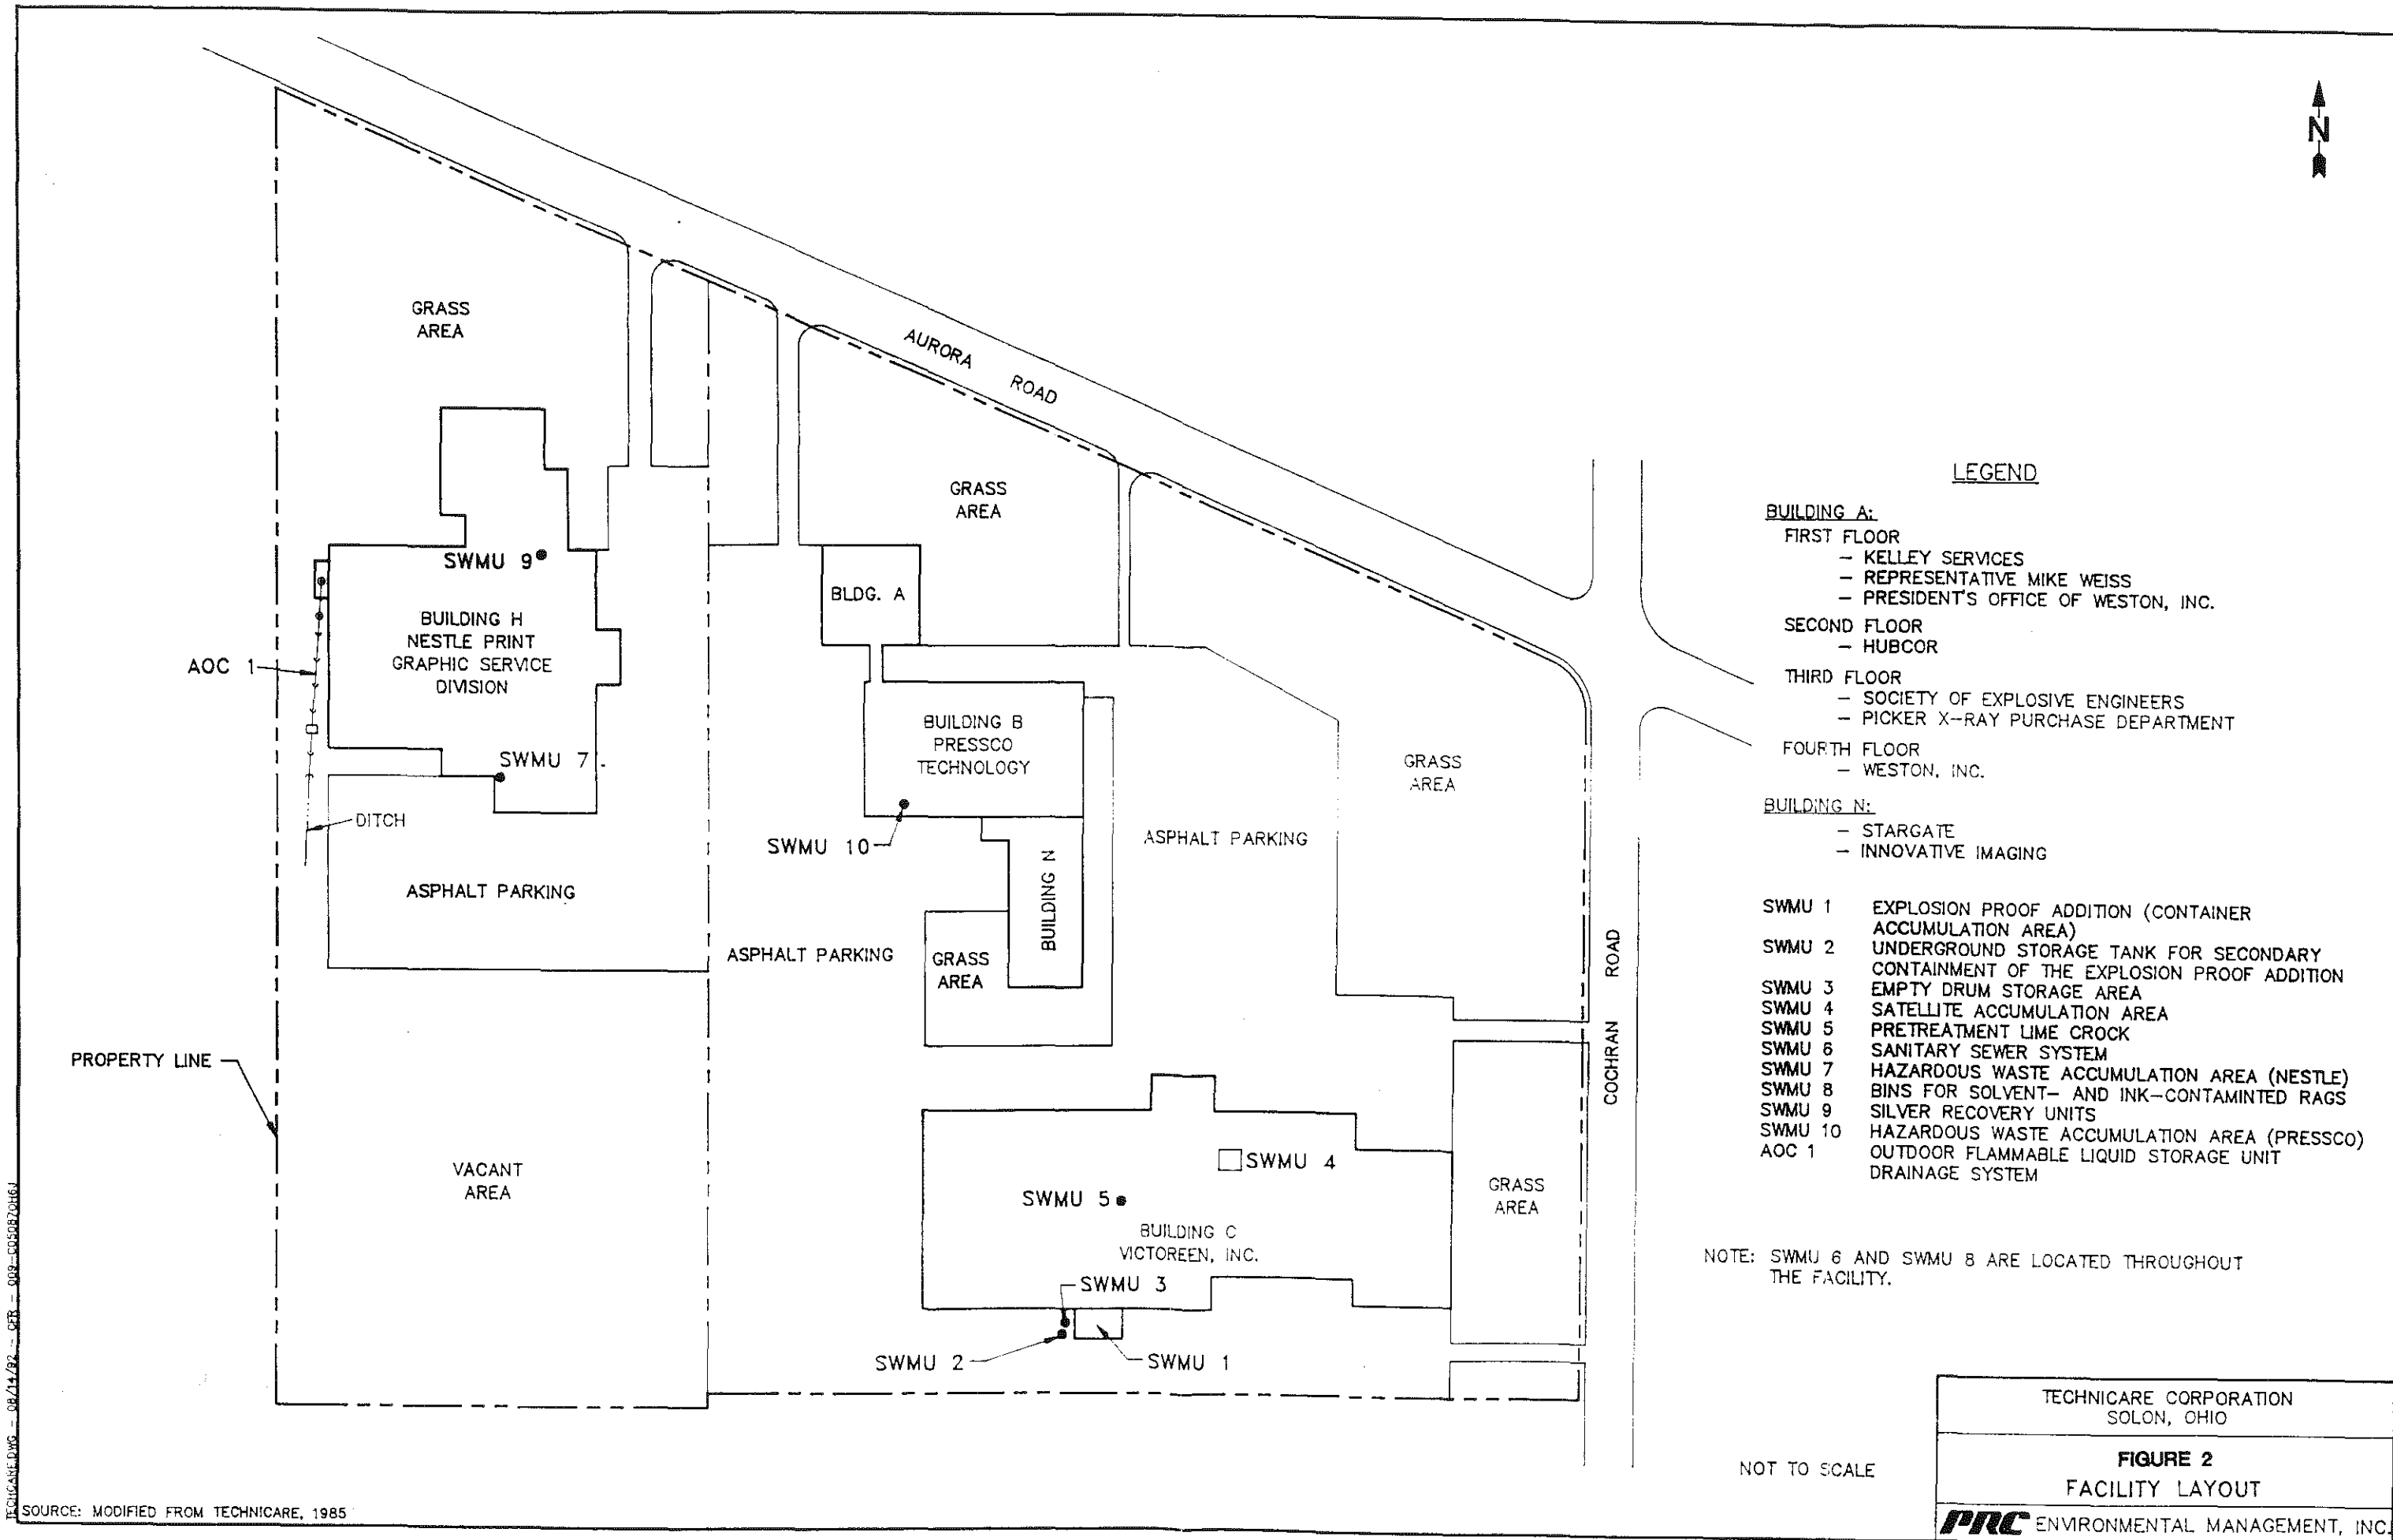 N
GRASS
AREA
AURORA
ROAD
GRASS
AREA
SWMU 9
BLDG. A
BUILDING H
NESTLE PRINT
GRAPHIC SERVICE
DIVISION
AOC 1
BUILDING B
PRESSCO
TECHNOLOGY
SWMU 7
GRASS
AREA
DITCH
SWMU 10
ASPHALT PARKING
ASPHALT PARKING
BUILDING N
ASPHALT PARKING
GRASS
AREA
COCHRAN ROAD
PROPERTY LINE
VACANT
AREA
SWMU 4
SWMU 5
GRASS
AREA
BUILDING C
VICTOREEN, INC.
SWMU 3
SWMU 2
SWMU 1
LEGEND
BUILDING A:
FIRST FLOOR
– KELLEY SERVICES
– REPRESENTATIVE MIKE WEISS
– PRESIDENT'S OFFICE OF WESTON, INC.
SECOND FLOOR
– HUBCOR
THIRD FLOOR
– SOCIETY OF EXPLOSIVE ENGINEERS
– PICKER X–RAY PURCHASE DEPARTMENT
FOURTH FLOOR
– WESTON, INC.
BUILDING N:
– STARGATE
– INNOVATIVE IMAGING
SWMU 1 EXPLOSION PROOF ADDITION (CONTAINER
ACCUMULATION AREA)
SWMU 2 UNDERGROUND STORAGE TANK FOR SECONDARY
CONTAINMENT OF THE EXPLOSION PROOF ADDITION
SWMU 3 EMPTY DRUM STORAGE AREA
SWMU 4 SATELLITE ACCUMULATION AREA
SWMU 5 PRETREATMENT LIME CROCK
SWMU 6 SANITARY SEWER SYSTEM
SWMU 7 HAZARDOUS WASTE ACCUMULATION AREA (NESTLE)
SWMU 8 BINS FOR SOLVENT– AND INK–CONTAMINTED RAGS
SWMU 9 SILVER RECOVERY UNITS
SWMU 10 HAZARDOUS WASTE ACCUMULATION AREA (PRESSCO)
AOC 1 OUTDOOR FLAMMABLE LIQUID STORAGE UNIT
DRAINAGE SYSTEM
NOTE: SWMU 6 AND SWMU 8 ARE LOCATED THROUGHOUT
THE FACILITY.
NOT TO SCALE
TECHNICARE CORPORATION
SOLON, OHIO
FIGURE 2
FACILITY LAYOUT
PRC ENVIRONMENTAL MANAGEMENT, INC.
SOURCE: MODIFIED FROM TECHNICARE, 1985
TECHCARE.DWG – 08/14/92 – CFR –